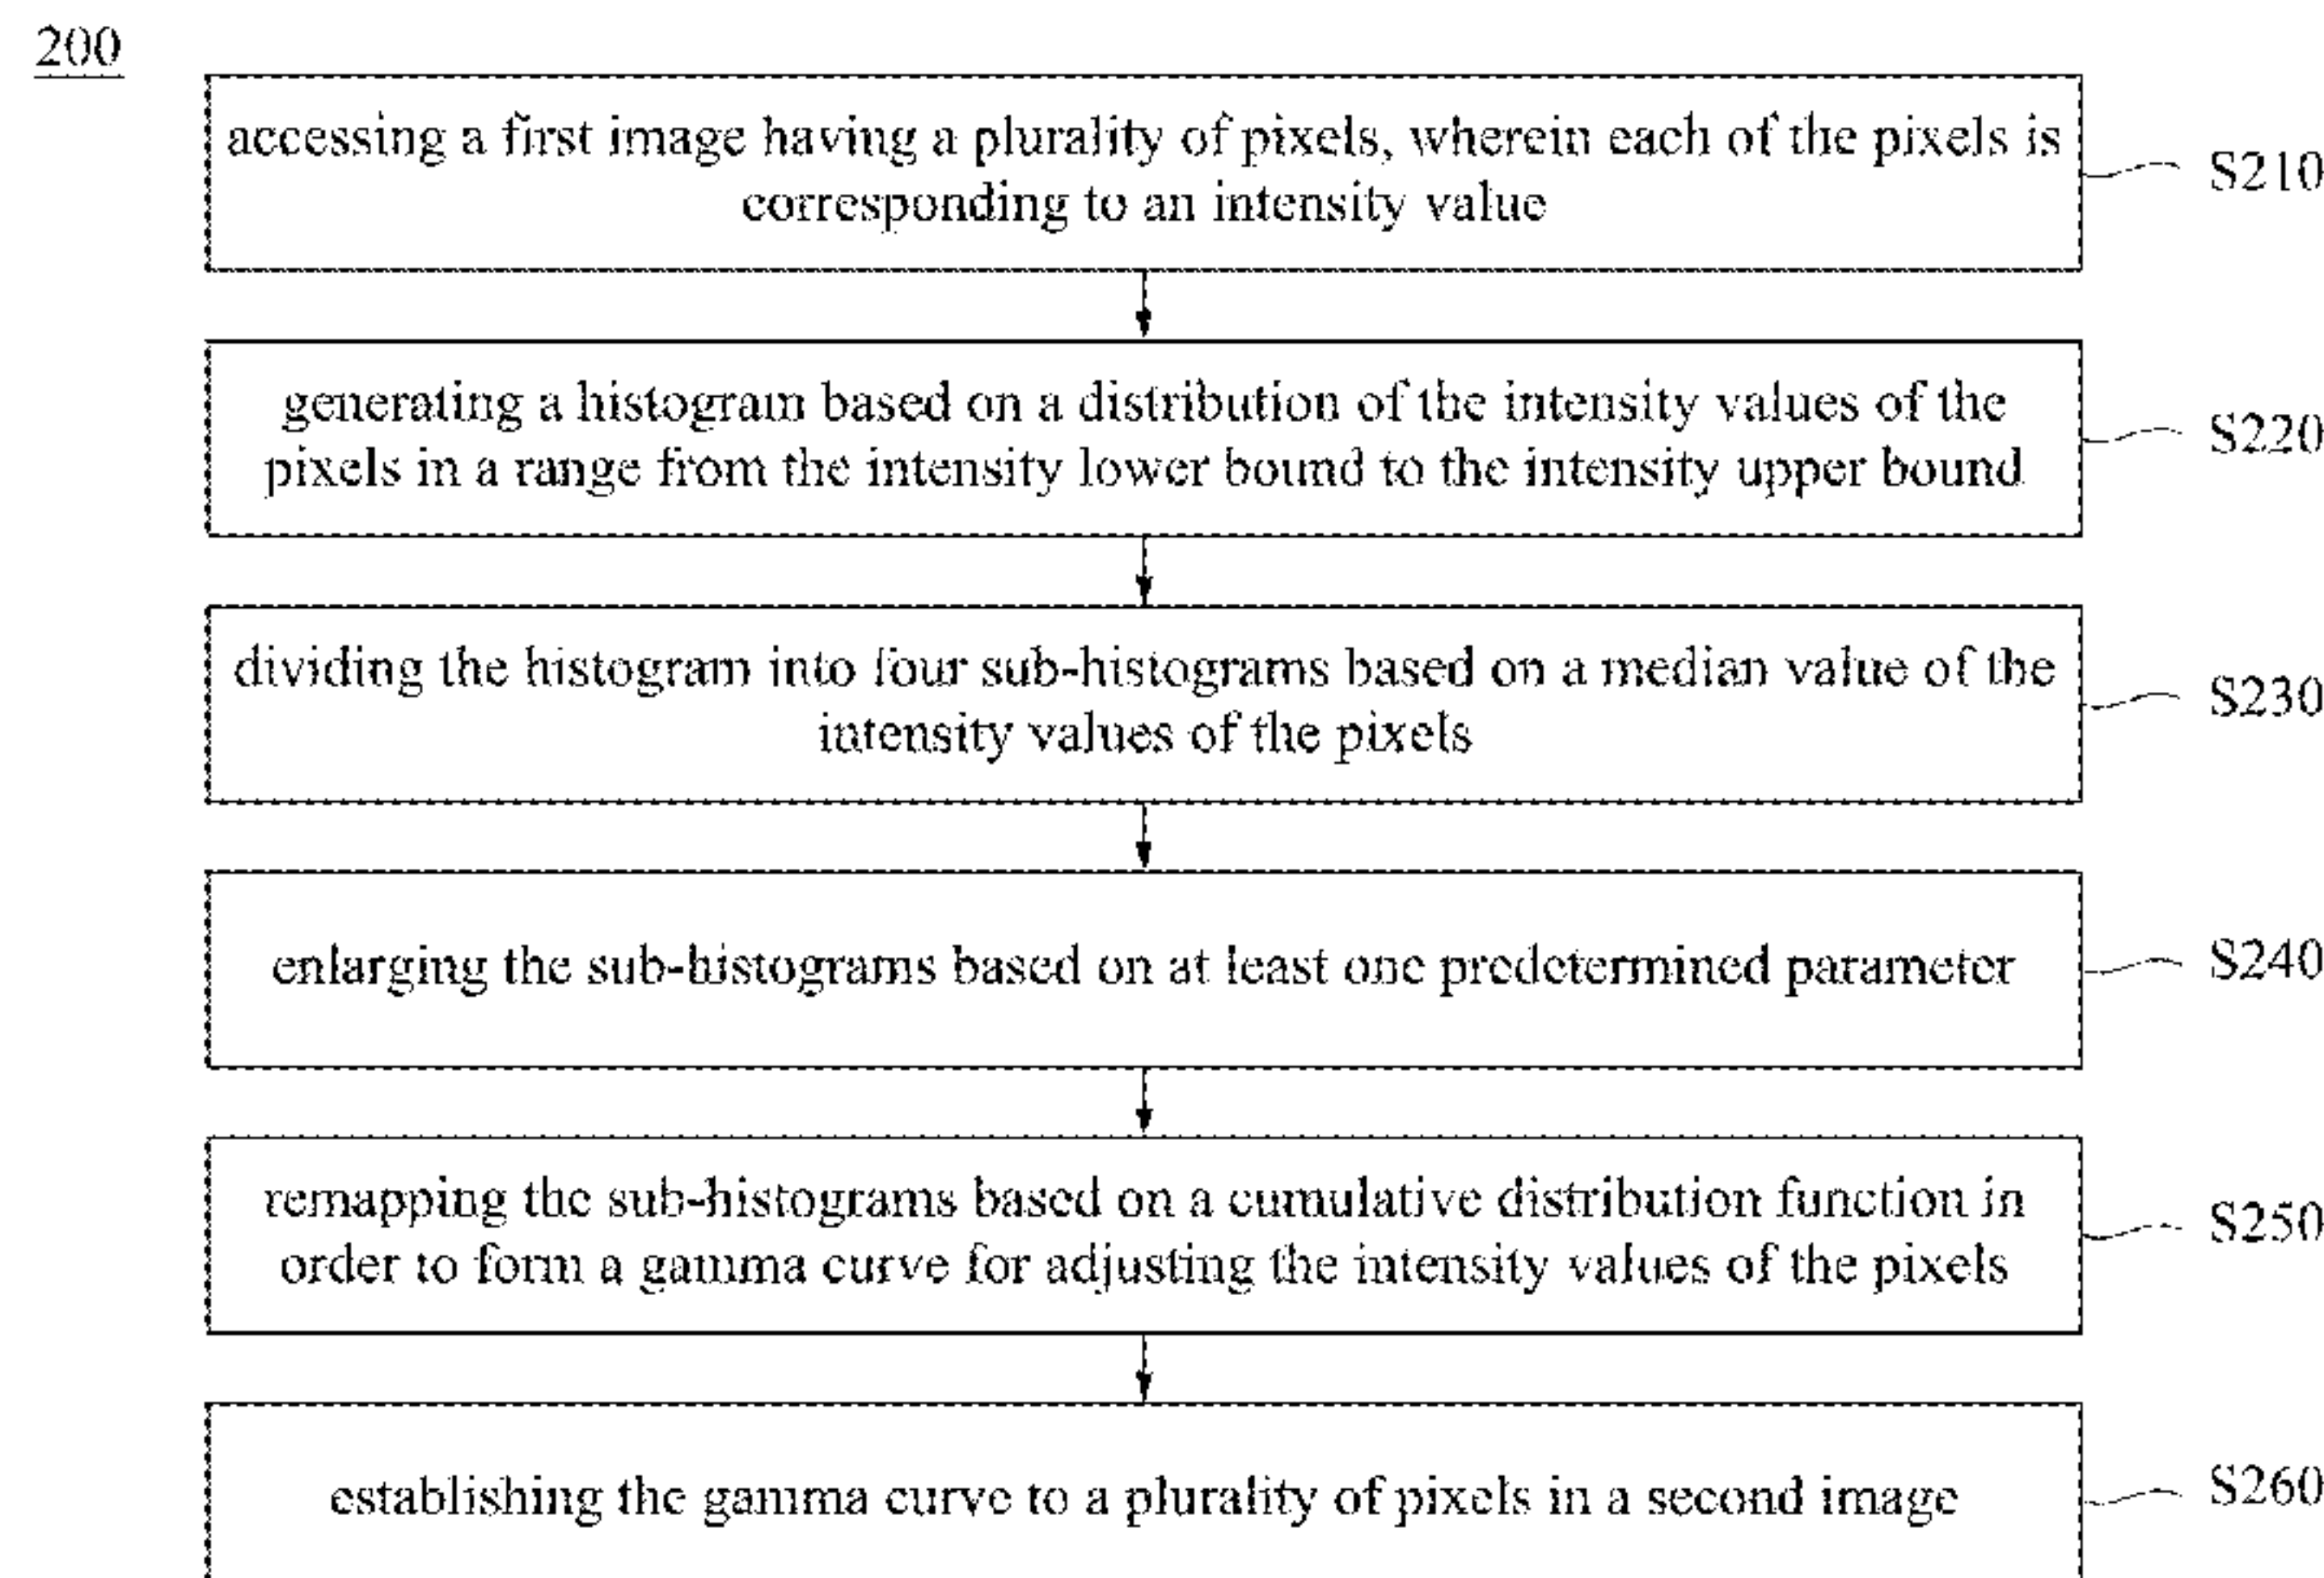 200
accessing a first image having a plurality of pixels, wherein each of the pixels is
corresponding to an intensity value
S210
generating a histogram based on a distribution of the intensity values of the
pixels in a range from the intensity lower bound to the intensity upper bound
S220
dividing the histogram into four sub-histograms based on a median value of the
intensity values of the pixels
S230
enlarging the sub-histograms based on at least one predetermined parameter
S240
remapping the sub-histograms based on a cumulative distribution function in
order to form a gamma curve for adjusting the intensity values of the pixels
S250
establishing the gamma curve to a plurality of pixels in a second image
S260